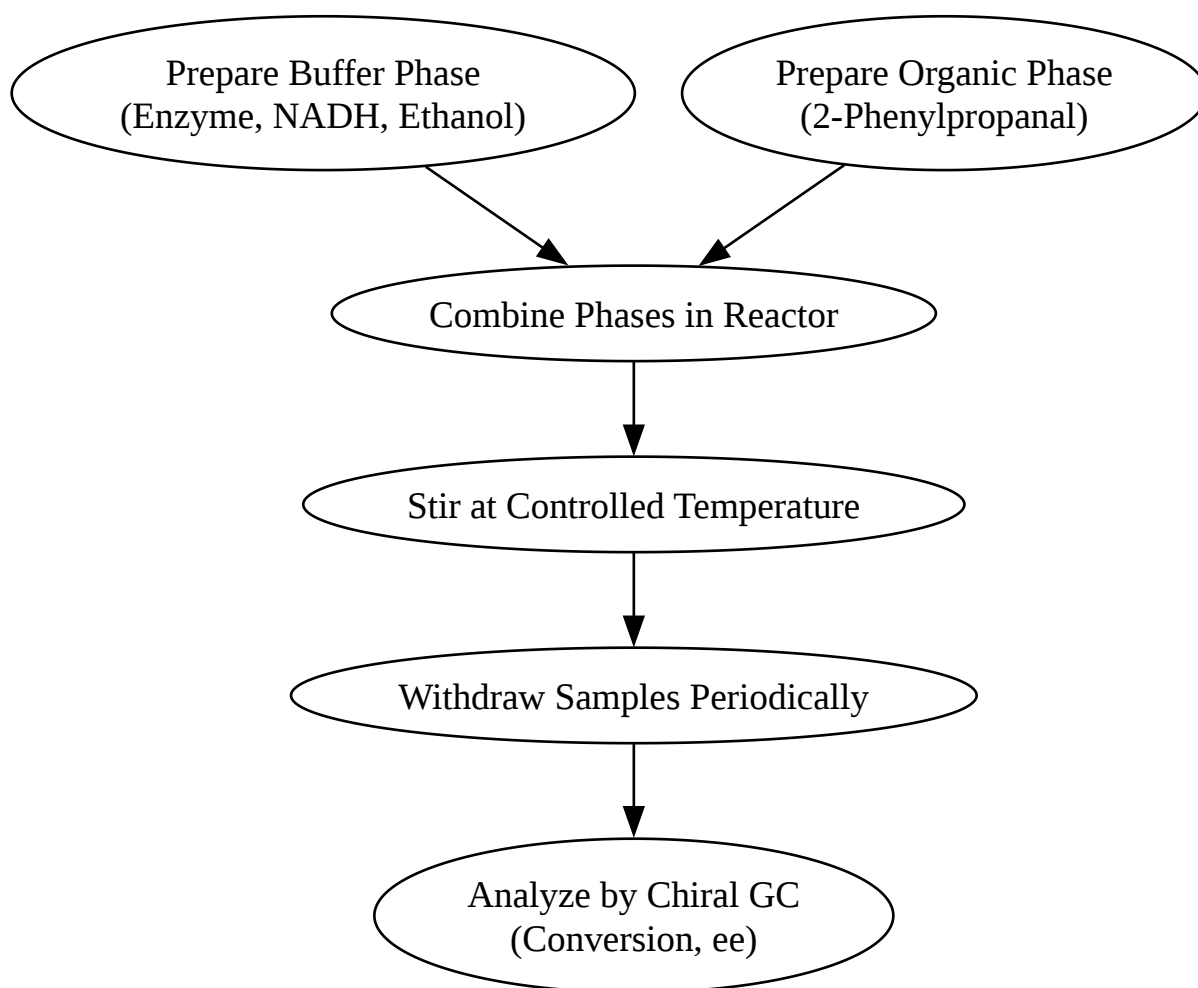 Prepare Buffer Phase
(Enzyme, NADH, Ethanol)
Prepare Organic Phase
(2-Phenylpropanal)
Combine Phases in Reactor
Stir at Controlled Temperature
Withdraw Samples Periodically
Analyze by Chiral GC
(Conversion, ee)